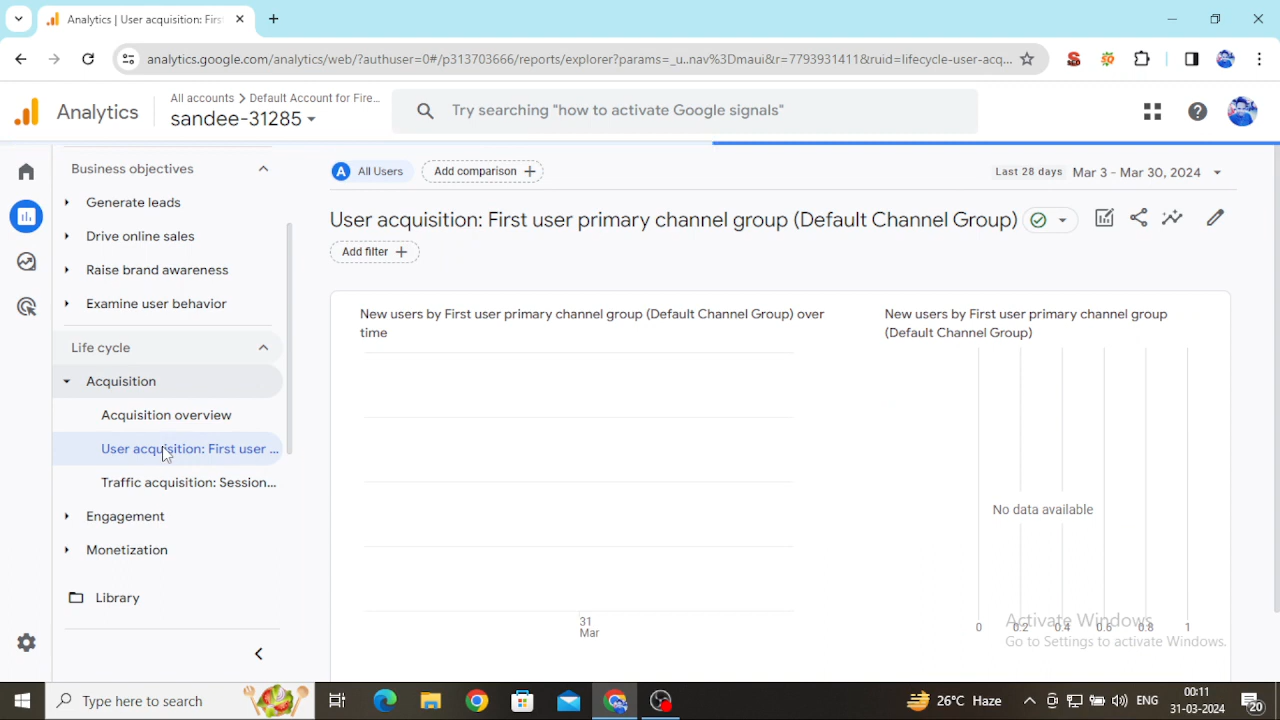 Analytics | User acquisition: Firs
analytics.google.com/analytics/web/?authuser=0#/p313703666/reports/explorer?params=_u..nav%3Dmaui&r=7793931411&ruid=lifecycle-user-acq...
Analytics
All accounts > Default Account for Fire...
sandee-31285
Try searching "how to activate Google signals"
Business objectives
Generate leads
Drive online sales
Raise brand awareness
Examine user behavior
Life cycle
Acquisition
Acquisition overview
User acquisition: First user ...
Traffic acquisition: Session...
Engagement
Monetization
Library
A All Users
Add comparison +
Last 28 days Mar 3 - Mar 30, 2024
User acquisition: First user primary channel group (Default Channel Group)
Add filter +
New users by First user primary channel group (Default Channel Group) over
time
31
Mar
New users by First user primary channel group
(Default Channel Group)
No data available
0 0.2 0.4 0.6 0.8 1
Activate Windows
Go to Settings to activate Windows.
Type here to search
26°C Haze
ENG
00:11
31-03-2024
20